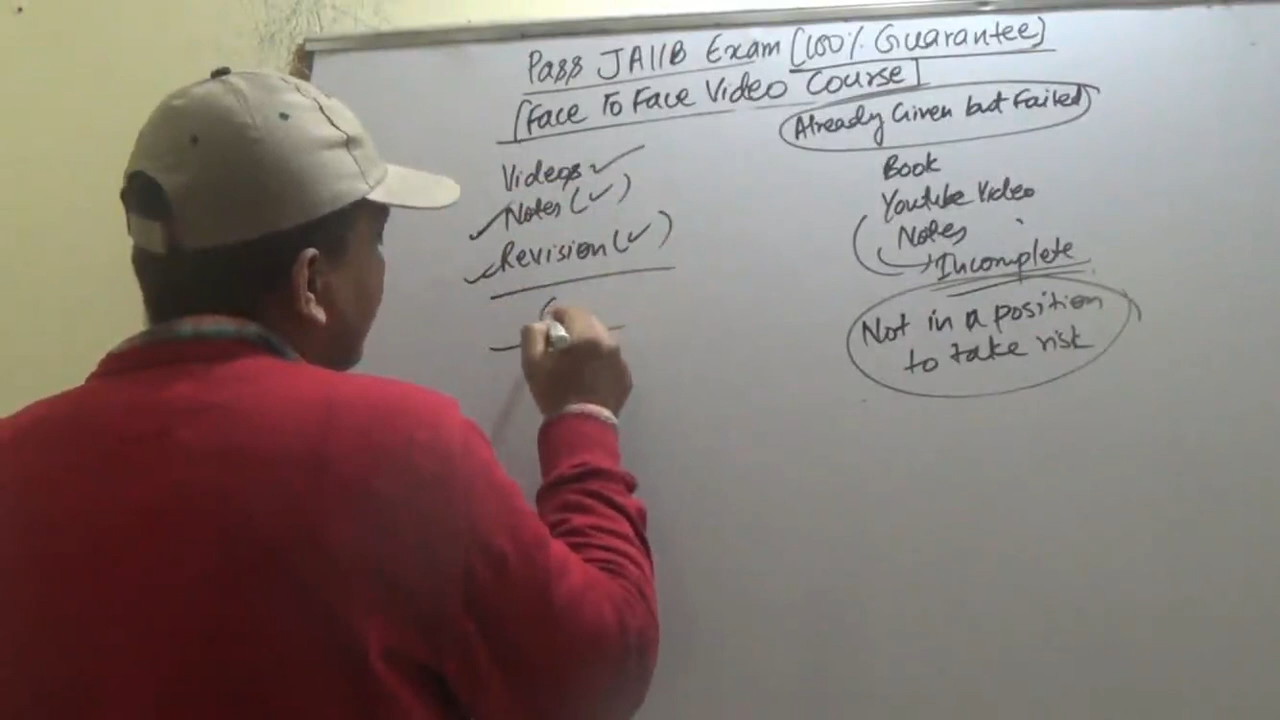 Pass JAIIB Exam [100% Guarantee]
[Face To Face Video Course]
Videos ✓
✓ Notes (✓)
✓ Revision (✓)
Already Given but Failed
Book
Youtube Video
Notes
Incomplete
Not in a position
to take risk